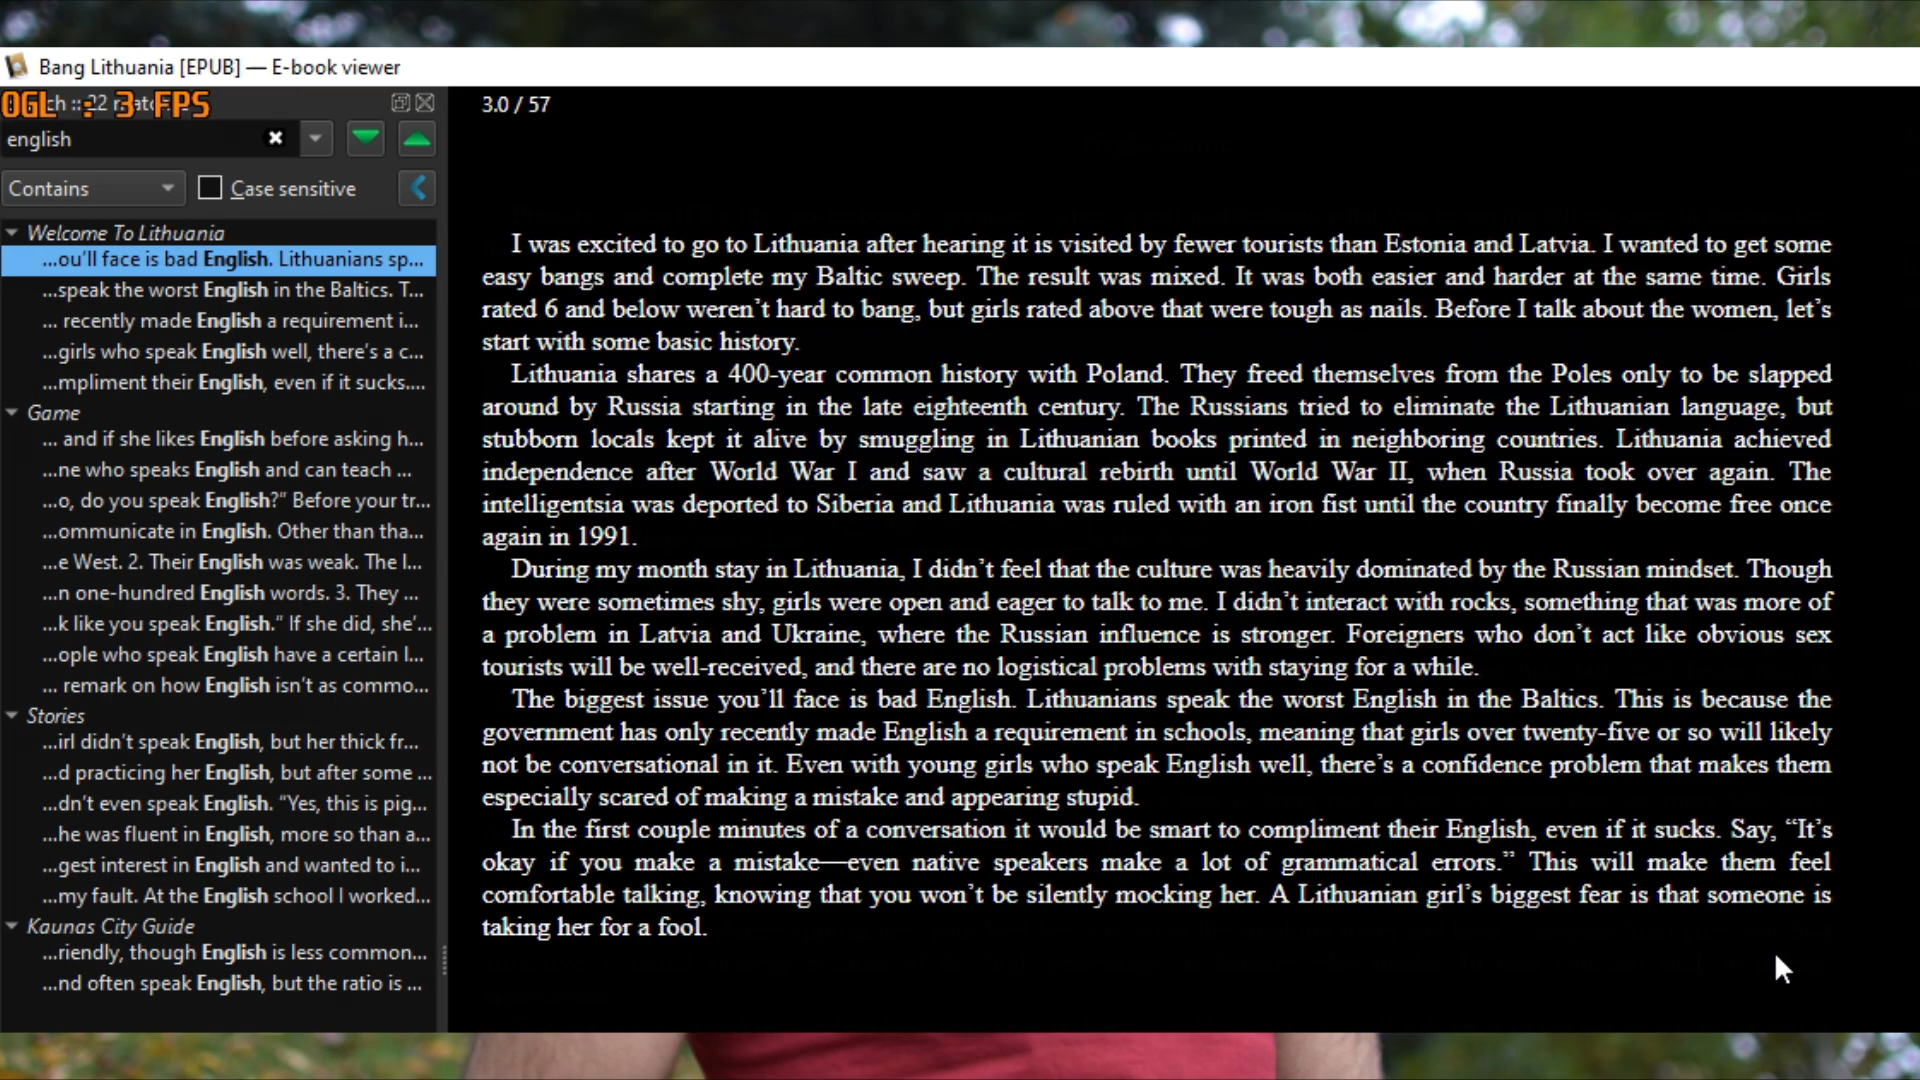 Bang Lithuania [EPUB] — E-book viewer
OGL : 3 FPS
english
Contains
Case sensitive
Welcome To Lithuania
...ou'll face is bad English. Lithuanians sp...
...speak the worst English in the Baltics. T...
... recently made English a requirement i...
...girls who speak English well, there's a c...
...mpliment their English, even if it sucks....
Game
... and if she likes English before asking h...
...ne who speaks English and can teach ...
...o, do you speak English?" Before your tr...
...ommunicate in English. Other than tha...
...e West. 2. Their English was weak. The l...
...n one-hundred English words. 3. They ...
...k like you speak English." If she did, she'...
...ople who speak English have a certain l...
... remark on how English isn't as commo...
Stories
...irl didn't speak English, but her thick fr...
...d practicing her English, but after some ...
...dn't even speak English. "Yes, this is pig...
...he was fluent in English, more so than a...
...gest interest in English and wanted to i...
...my fault. At the English school I worked...
Kaunas City Guide
...riendly, though English is less common...
...nd often speak English, but the ratio is ...
3.0 / 57
I was excited to go to Lithuania after hearing it is visited by fewer tourists than Estonia and Latvia. I wanted to get some
easy bangs and complete my Baltic sweep. The result was mixed. It was both easier and harder at the same time. Girls
rated 6 and below weren't hard to bang, but girls rated above that were tough as nails. Before I talk about the women, let's
start with some basic history.
Lithuania shares a 400-year common history with Poland. They freed themselves from the Poles only to be slapped
around by Russia starting in the late eighteenth century. The Russians tried to eliminate the Lithuanian language, but
stubborn locals kept it alive by smuggling in Lithuanian books printed in neighboring countries. Lithuania achieved
independence after World War I and saw a cultural rebirth until World War II, when Russia took over again. The
intelligentsia was deported to Siberia and Lithuania was ruled with an iron fist until the country finally become free once
again in 1991.
During my month stay in Lithuania, I didn't feel that the culture was heavily dominated by the Russian mindset. Though
they were sometimes shy, girls were open and eager to talk to me. I didn't interact with rocks, something that was more of
a problem in Latvia and Ukraine, where the Russian influence is stronger. Foreigners who don't act like obvious sex
tourists will be well-received, and there are no logistical problems with staying for a while.
The biggest issue you'll face is bad English. Lithuanians speak the worst English in the Baltics. This is because the
government has only recently made English a requirement in schools, meaning that girls over twenty-five or so will likely
not be conversational in it. Even with young girls who speak English well, there's a confidence problem that makes them
especially scared of making a mistake and appearing stupid.
In the first couple minutes of a conversation it would be smart to compliment their English, even if it sucks. Say, "It's
okay if you make a mistake—even native speakers make a lot of grammatical errors." This will make them feel
comfortable talking, knowing that you won't be silently mocking her. A Lithuanian girl's biggest fear is that someone is
taking her for a fool.